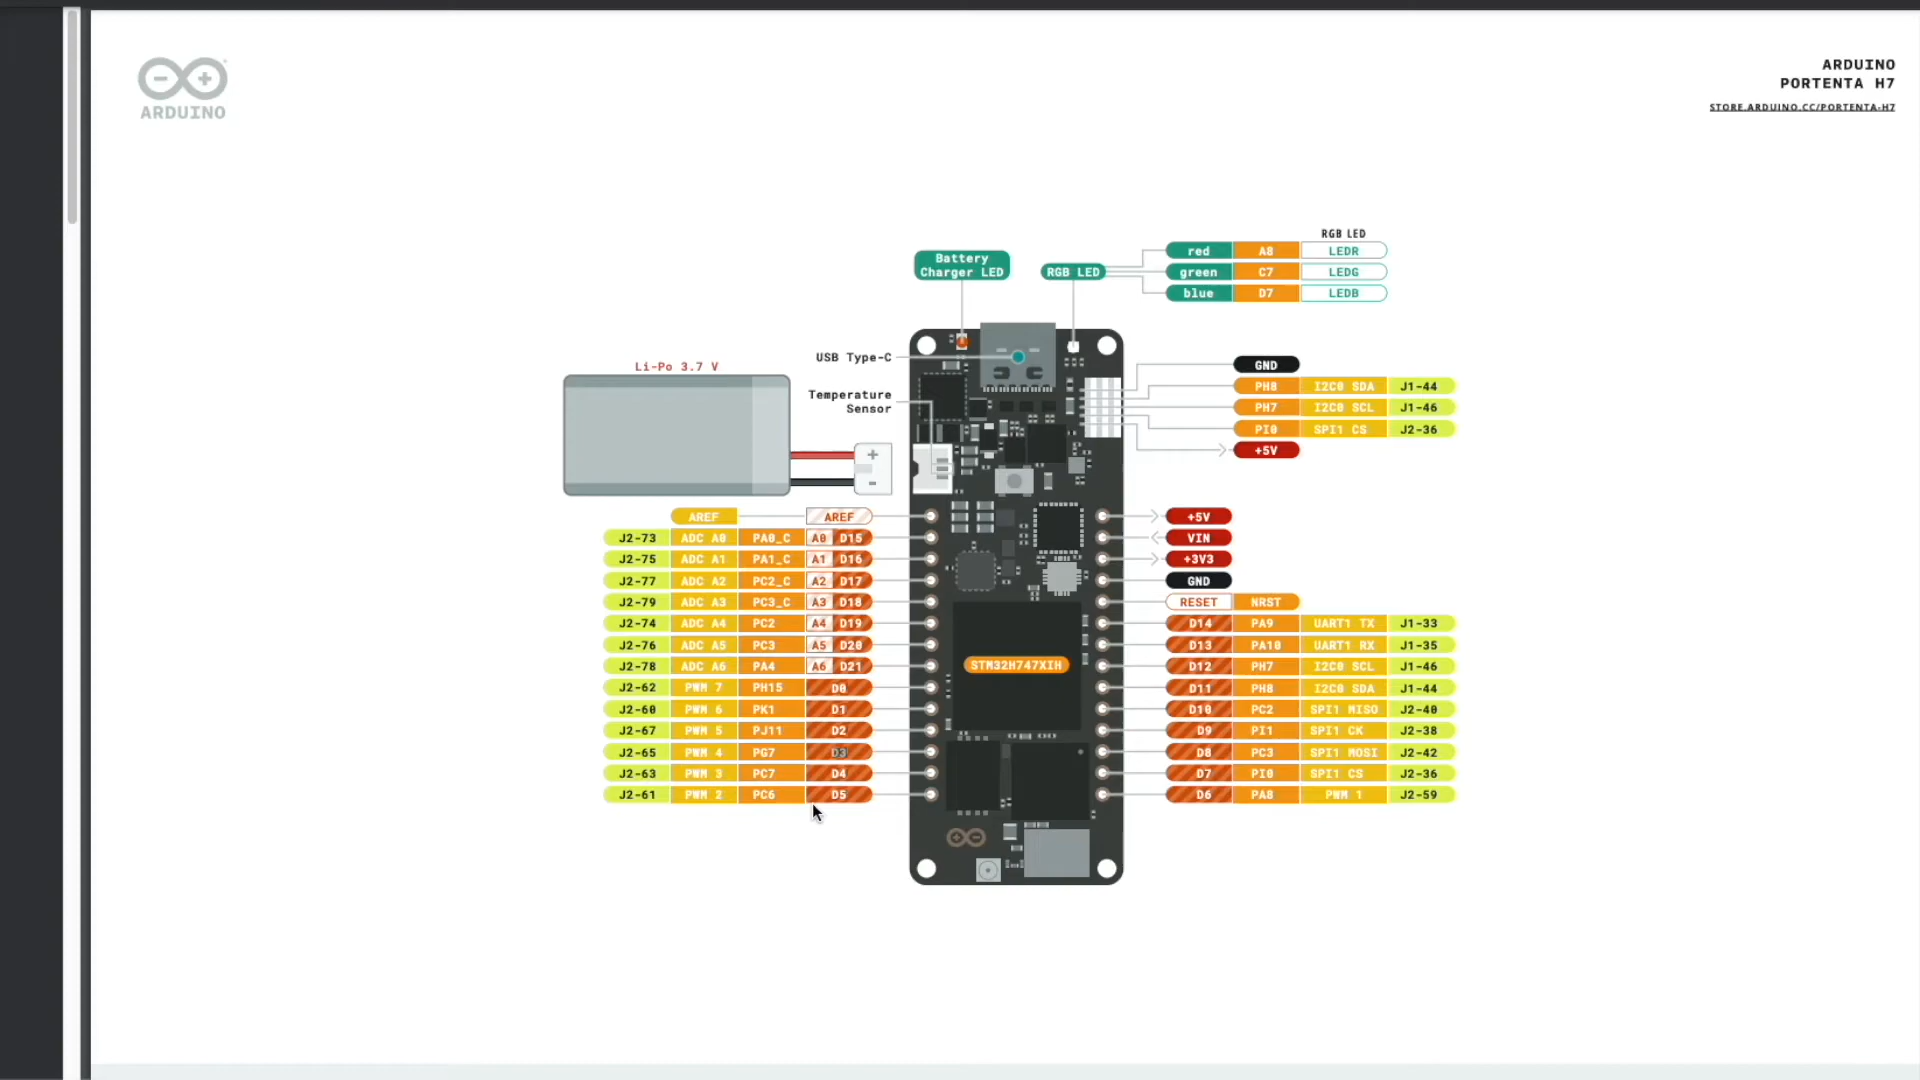 ARDUINO
ARDUINO
PORTENTA H7
STORE.ARDUINO.CC/PORTENTA-H7
RGB LED
Battery
Charger LED
RGB LED
red A8 LEDR
green C7 LEDG
blue D7 LEDB
USB Type-C
Temperature
Sensor
Li-Po 3.7 V
+
-
GND
PH8 I2C0 SDA J1-44
PH7 I2C0 SCL J1-46
PI0 SPI1 CS J2-36
+5V
AREF AREF
J2-73 ADC A0 PA0_C A0 D15
J2-75 ADC A1 PA1_C A1 D16
J2-77 ADC A2 PC2_C A2 D17
J2-79 ADC A3 PC3_C A3 D18
J2-74 ADC A4 PC2 A4 D19
J2-76 ADC A5 PC3 A5 D20
J2-78 ADC A6 PA4 A6 D21
J2-62 PWM 7 PH15 D0
J2-60 PWM 6 PK1 D1
J2-67 PWM 5 PJ11 D2
J2-65 PWM 4 PG7 D3
J2-63 PWM 3 PC7 D4
J2-61 PWM 2 PC6 D5
STM32H747XIH
+5V
VIN
+3V3
GND
RESET NRST
D14 PA9 UART1 TX J1-33
D13 PA10 UART1 RX J1-35
D12 PH7 I2C0 SCL J1-46
D11 PH8 I2C0 SDA J1-44
D10 PC2 SPI1 MISO J2-40
D9 PI1 SPI1 CK J2-38
D8 PC3 SPI1 MOSI J2-42
D7 PI0 SPI1 CS J2-36
D6 PA8 PWM 1 J2-59